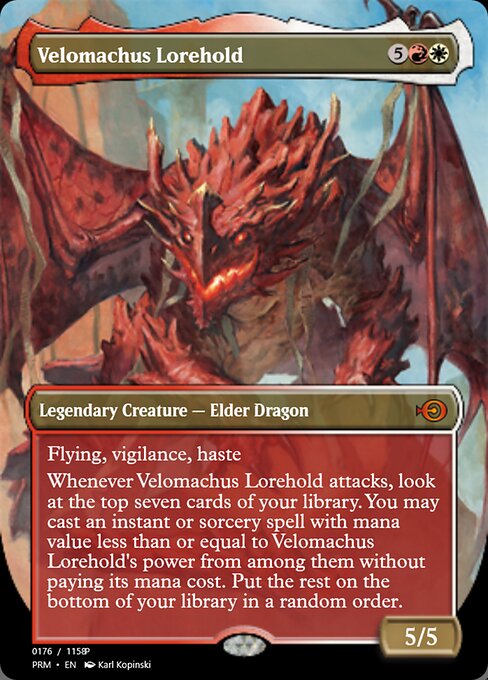 Velomachus Lorehold 5
Legendary Creature — Elder Dragon
Flying, vigilance, haste
Whenever Velomachus Lorehold attacks, look
at the top seven cards of your library. You may
cast an instant or sorcery spell with mana
value less than or equal to Velomachus
Lorehold's power from among them without
paying its mana cost. Put the rest on the
bottom of your library in a random order.
5/5
0176 / 1158P
PRM • EN Karl Kopinski